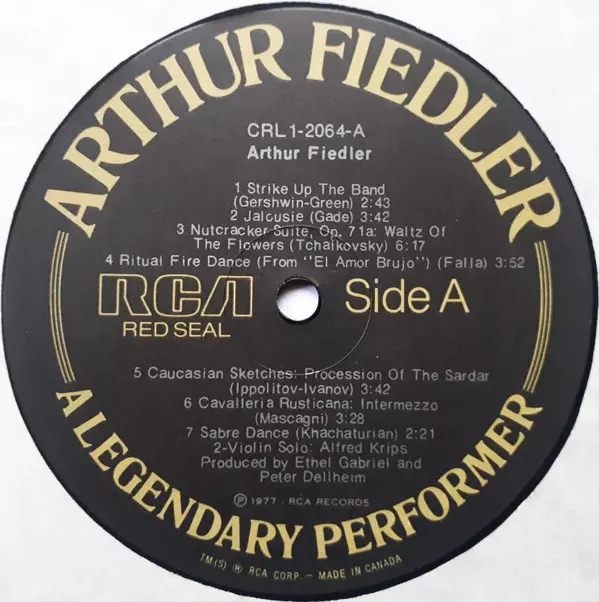 ARTHUR FIEDLER
CRL1-2064-A
Arthur Fiedler
1 Strike Up The Band
(Gershwin-Green) 2:43
2 Jalousie (Gade) 3:42
3 Nutcracker Suite, Op. 71a: Waltz Of
The Flowers (Tchaikovsky) 6:17
4 Ritual Fire Dance (From "El Amor Brujo") (Falla) 3:52
RCA
RED SEAL
Side A
5 Caucasian Sketches: Procession Of The Sardar
(Ippolitov-Ivanov) 3:42
6 Cavalleria Rusticana: Intermezzo
(Mascagni) 3:28
7 Sabre Dance (Khachaturian) 2:21
2-Violin Solo: Alfred Krips
Produced by Ethel Gabriel and
Peter Dellheim
℗ 1977 - RCA RECORDS
A LEGENDARY PERFORMER
TM(S) ® RCA CORP. - MADE IN CANADA